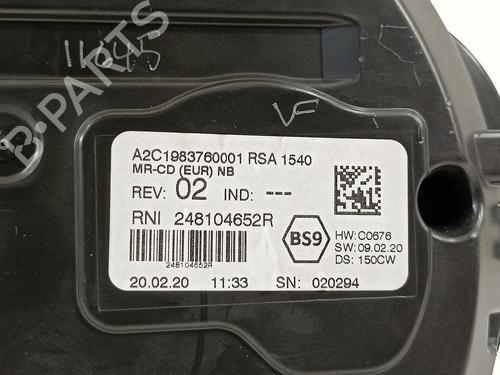 11645
B-PARTS
VF
A2C1983760001 RSA 1540
MR-CD (EUR) NB
REV: 02 IND: ---
RNI 248104652R
BS9
HW: C0676
SW: 09.02.20
DS: 150CW
248104652R
20.02.20 11:33 SN: 020294